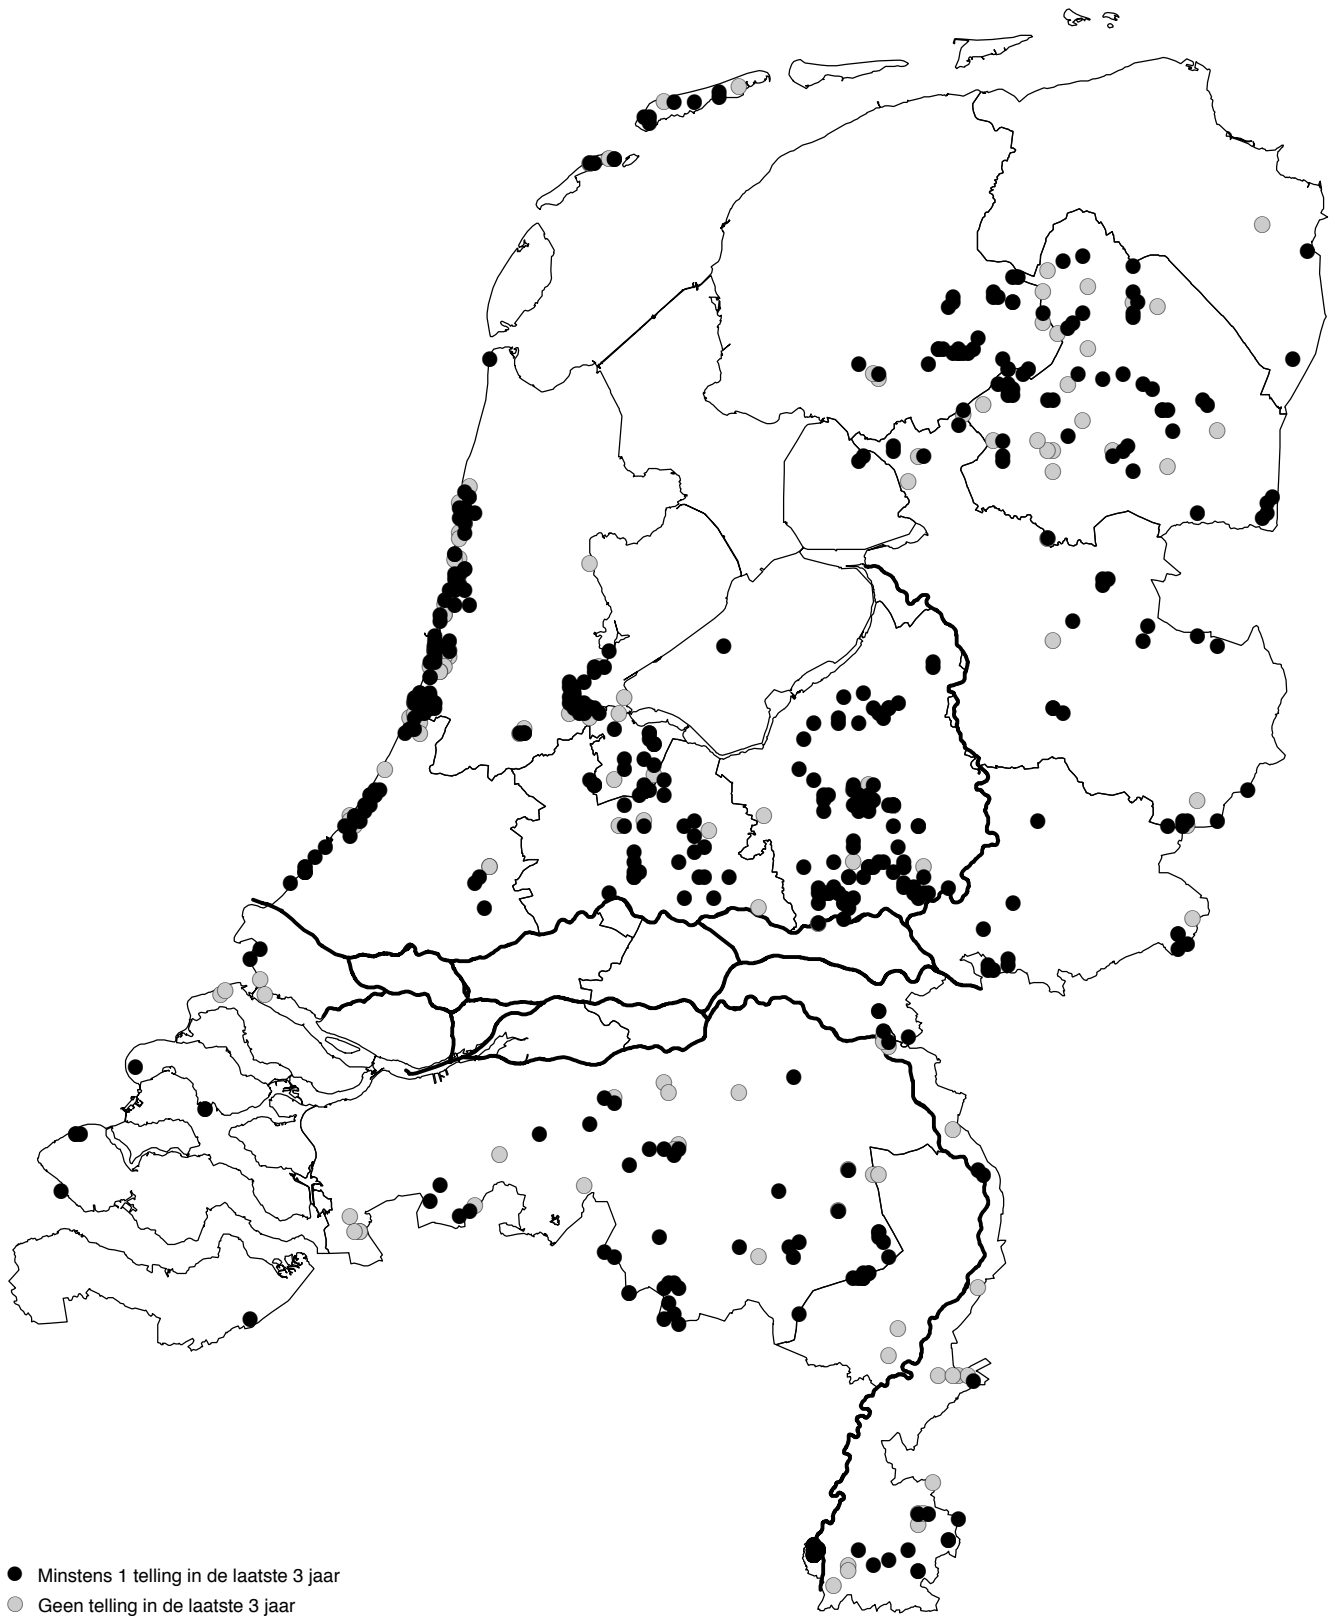 Minstens 1 telling in de laatste 3 jaar
Geen telling in de laatste 3 jaar